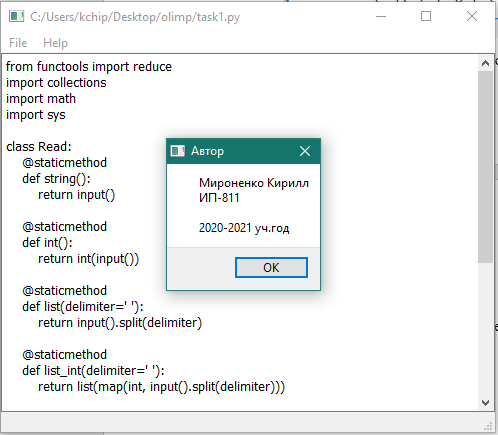 C:/Users/kchip/Desktop/olimp/task1.py
File Help
from functools import reduce
import collections
import math
import sys
class Read:
@staticmethod
def string():
return input()
@staticmethod
def int():
return int(input())
@staticmethod
def list(delimiter=' '):
return input().split(delimiter)
@staticmethod
def list_int(delimiter=' '):
return list(map(int, input().split(delimiter)))
Автор
Мироненко Кирилл
ИП-811
2020-2021 уч.год
OK